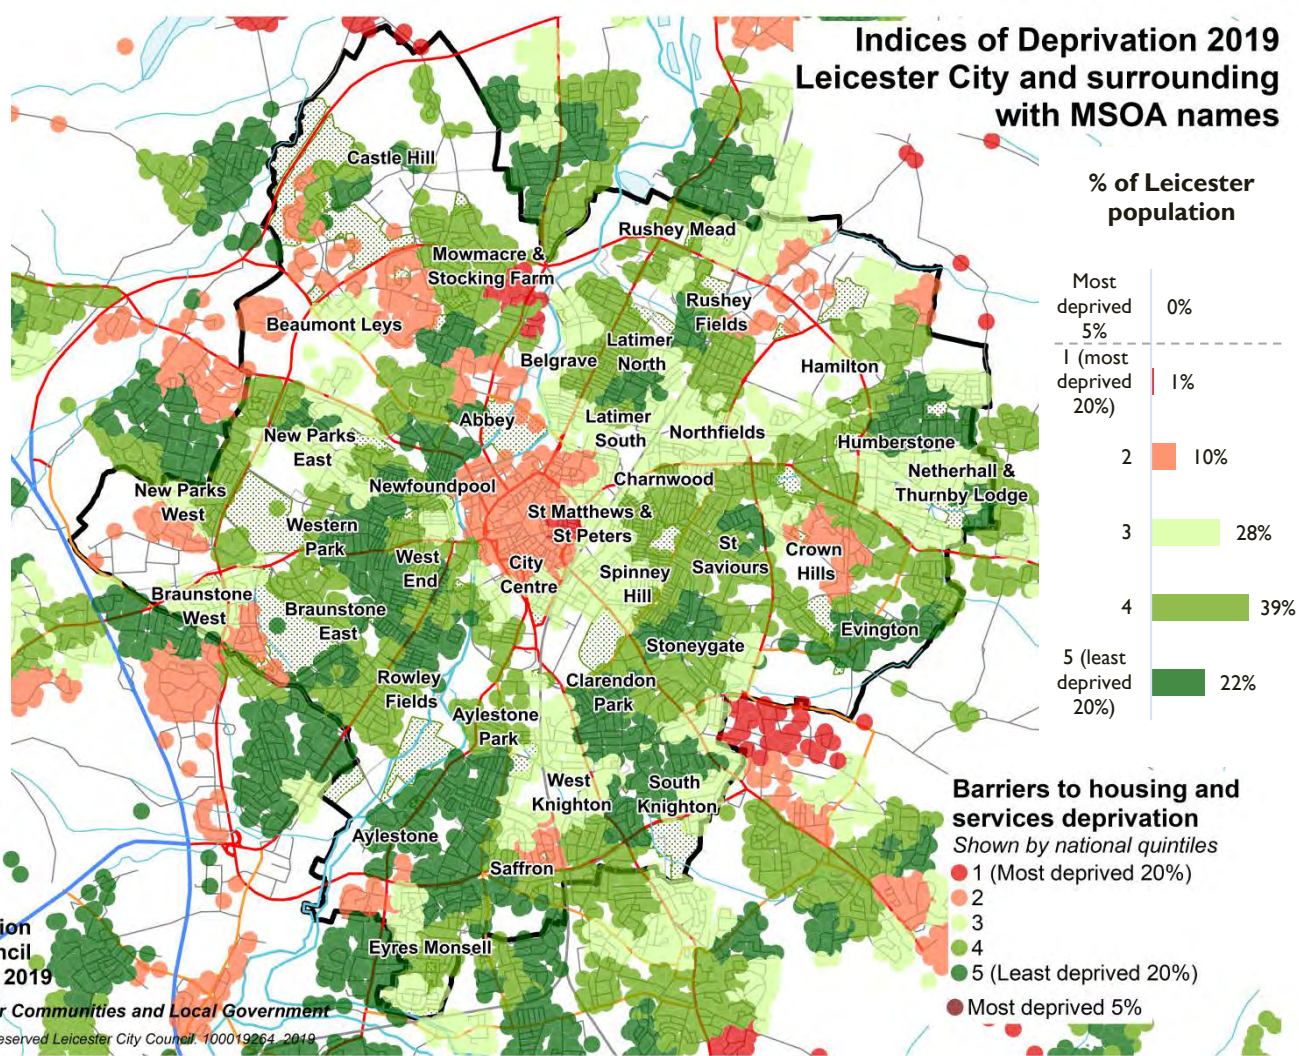 Indices of Deprivation 2019
Leicester City and surrounding
with MSOA names
% of Leicester
population
Most
deprived
5%
0%
1 (most
deprived
20%)
1%
2
10%
3
28%
4
39%
5 (least
deprived
20%)
22%
Castle Hill
Rushey Mead
Mowmacre &
Stocking Farm
Rushey
Fields
Beaumont Leys
Latimer
North
Belgrave
Hamilton
Abbey
Latimer
South
Northfields
New Parks
East
Humberstone
Netherhall &
Thurnby Lodge
Charnwood
Newfoundpool
New Parks
West
St Matthews &
St Peters
Western
Park
West
End
St
Saviours
Crown
Hills
City
Centre
Spinney
Hill
Braunstone
West
Braunstone
East
Evington
Stoneygate
Rowley
Fields
Clarendon
Park
Aylestone
Park
West
Knighton
South
Knighton
Aylestone
Saffron
Eyres Monsell
Barriers to housing and
services deprivation
Shown by national quintiles
1 (Most deprived 20%)
2
3
4
5 (Least deprived 20%)
Most deprived 5%
ion
ncil
2019
r Communities and Local Government
eserved Leicester City Council. 100019264. 2019